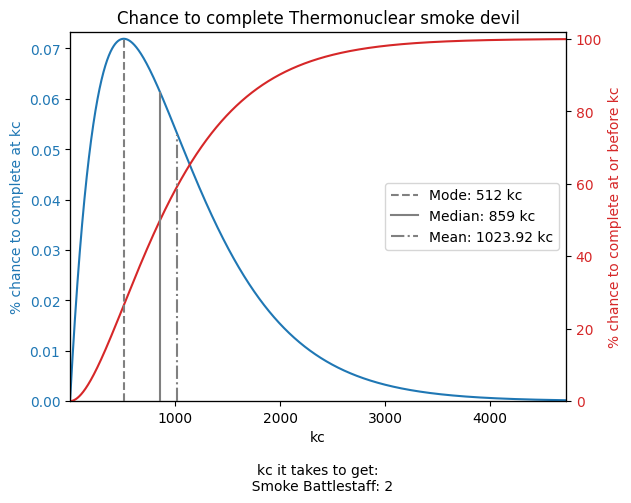 Chance to complete Thermonuclear smoke devil
% chance to complete at kc
0.07
0.06
0.05
0.04
0.03
0.02
0.01
0.00
Mode: 512 kc
Median: 859 kc
Mean: 1023.92 kc
100
80
60
40
20
0
% chance to complete at or before kc
1000
2000
3000
4000
kc
kc it takes to get:
Smoke Battlestaff: 2